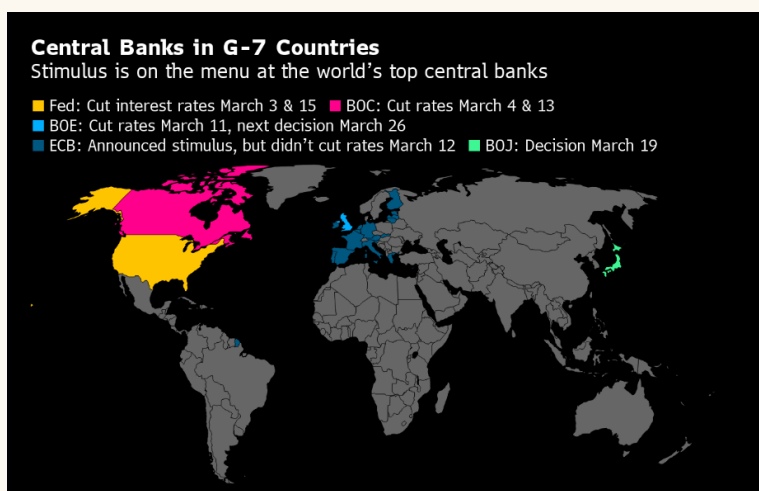 Central Banks in G-7 Countries
Stimulus is on the menu at the world's top central banks
Fed: Cut interest rates March 3 & 15 BOC: Cut rates March 4 & 13
BOE: Cut rates March 11, next decision March 26
ECB: Announced stimulus, but didn't cut rates March 12 BOJ: Decision March 19